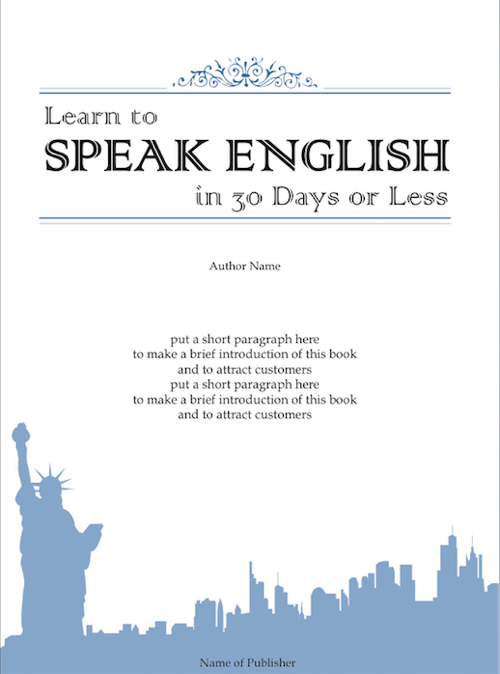 Learn to
SPEAK ENGLISH
in 30 Days or Less
Author Name
put a short paragraph here
to make a brief introduction of this book
and to attract customers
put a short paragraph here
to make a brief introduction of this book
and to attract customers
Name of Publisher